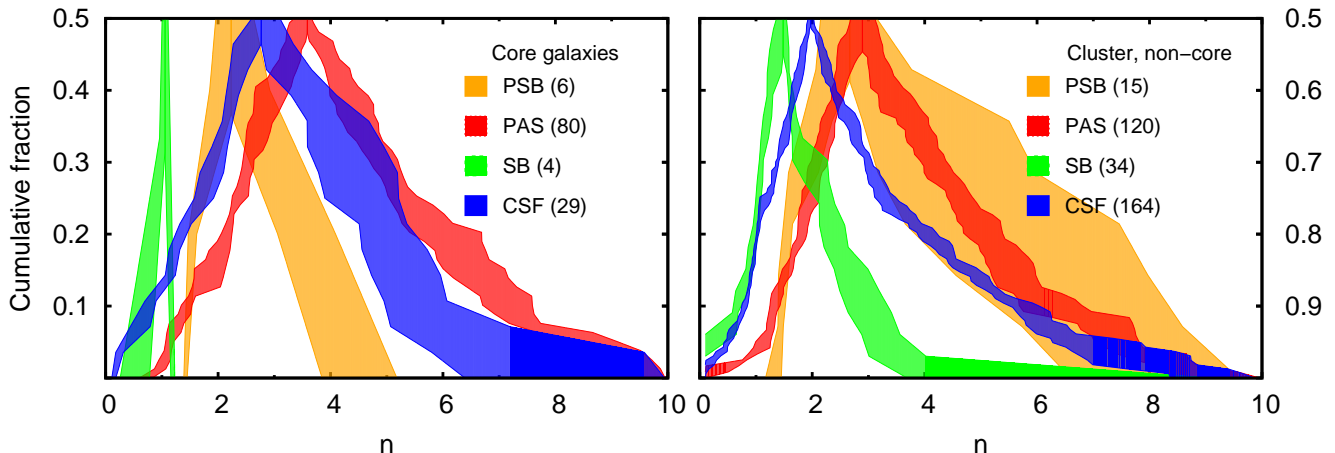 Cumulative fraction
0.5
0.4
0.3
0.2
0.1
Core galaxies
PSB (6)
PAS (80)
SB (4)
CSF (29)
0 2 4 6 8 10
n
Cluster, non−core
PSB (15)
PAS (120)
SB (34)
CSF (164)
0.5
0.6
0.7
0.8
0.9
0 2 4 6 8 10
n